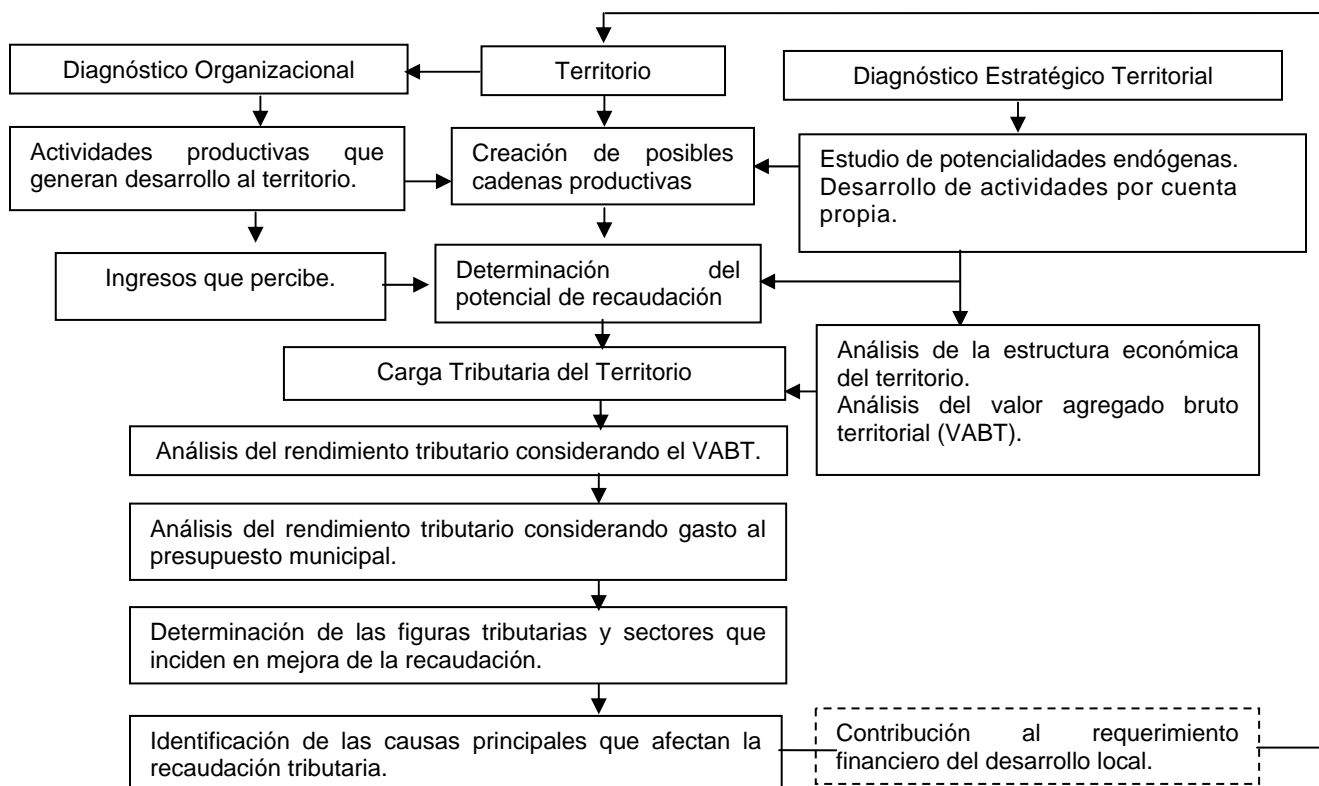 Diagnóstico Organizacional
Territorio
Diagnóstico Estratégico Territorial
Actividades productivas que
generan desarrollo al territorio.
Creación de posibles
cadenas productivas
Estudio de potencialidades endógenas.
Desarrollo de actividades por cuenta
propia.
Ingresos que percibe.
Determinación del
potencial de recaudación
Carga Tributaria del Territorio
Análisis de la estructura económica
del territorio.
Análisis del valor agregado bruto
territorial (VABT).
Análisis del rendimiento tributario considerando el VABT.
Análisis del rendimiento tributario considerando gasto al
presupuesto municipal.
Determinación de las figuras tributarias y sectores que
inciden en mejora de la recaudación.
Identificación de las causas principales que afectan la
recaudación tributaria.
Contribución al requerimiento
financiero del desarrollo local.